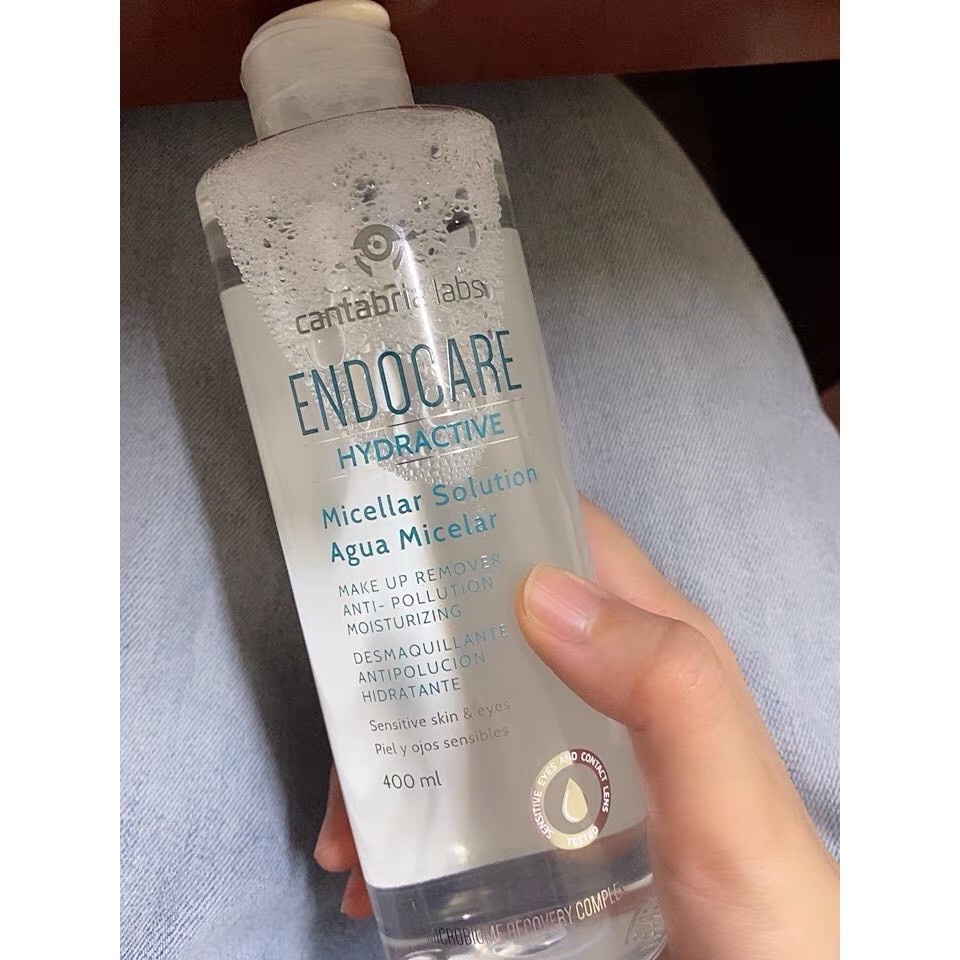 cantabria labs
ENDOCARE
HYDRACTIVE
Micellar Solution
Agua Micelar
MAKE UP REMOVER
ANTI- POLLUTION
MOISTURIZING
DESMAQUILLANTE
ANTIPOLUCION
HIDRATANTE
Sensitive skin & eyes
Piel y ojos sensibles
400 ml
SENSITIVE EYES AND CONTACT LENS
TESTED
MICROBIOME RECOVERY COMPLEX